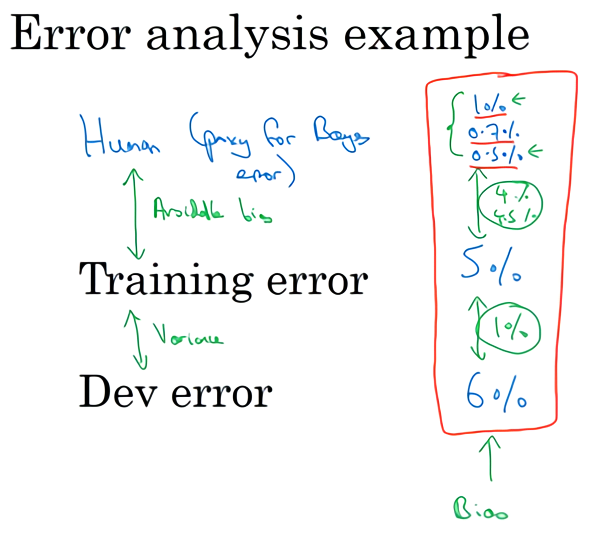 Error analysis example
1%
Human (proxy for Bayes
0.7%
error)
0.5%
Avoidable bias
4%
4.5%
Training error
5%
Variance
1%
Dev error
6%
Bias